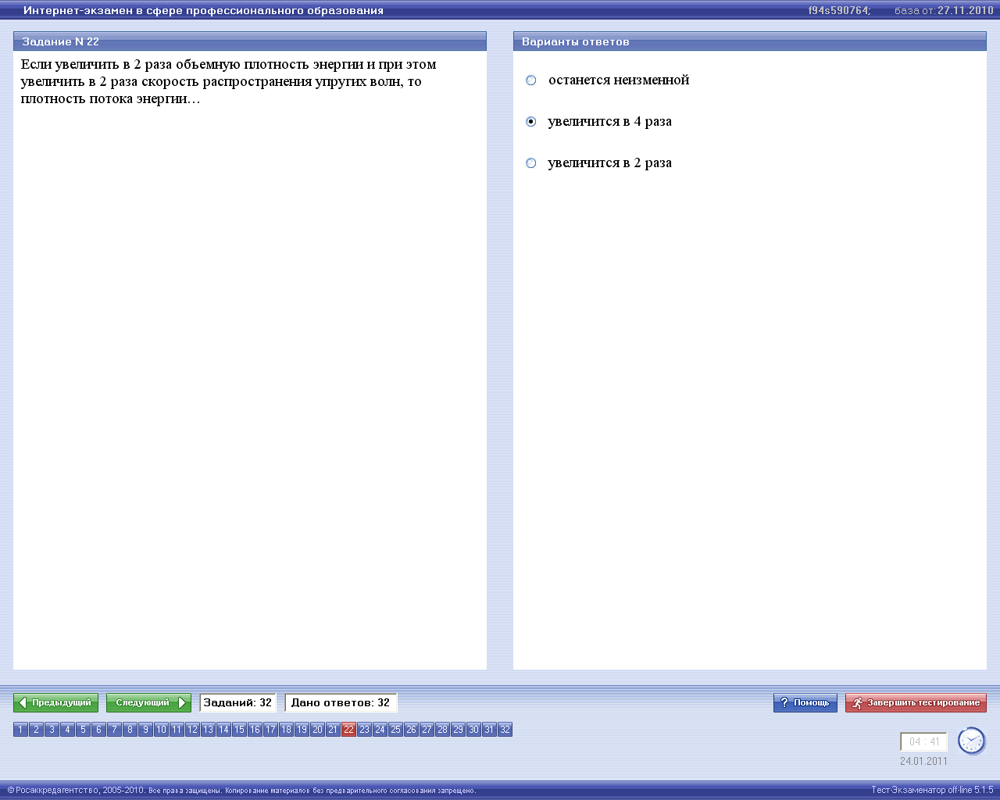 Интернет-экзамен в сфере профессионального образования
f94s590764; база от: 27.11.2010
Задание N 22
Если увеличить в 2 раза объемную плотность энергии и при этом
увеличить в 2 раза скорость распространения упругих волн, то
плотность потока энергии…
Варианты ответов
останется неизменной
увеличится в 4 раза
увеличится в 2 раза
Предыдущий Следующий Заданий: 32 Дано ответов: 32 ? Помощь Завершить тестирование
1 2 3 4 5 6 7 8 9 10 11 12 13 14 15 16 17 18 19 20 21 22 23 24 25 26 27 28 29 30 31 32
04 : 41
24.01.2011
© Росаккредагентство, 2005-2010. Все права защищены. Копирование материалов без предварительного согласования запрещено. Тест-Экзаменатор off-line 5.1.5